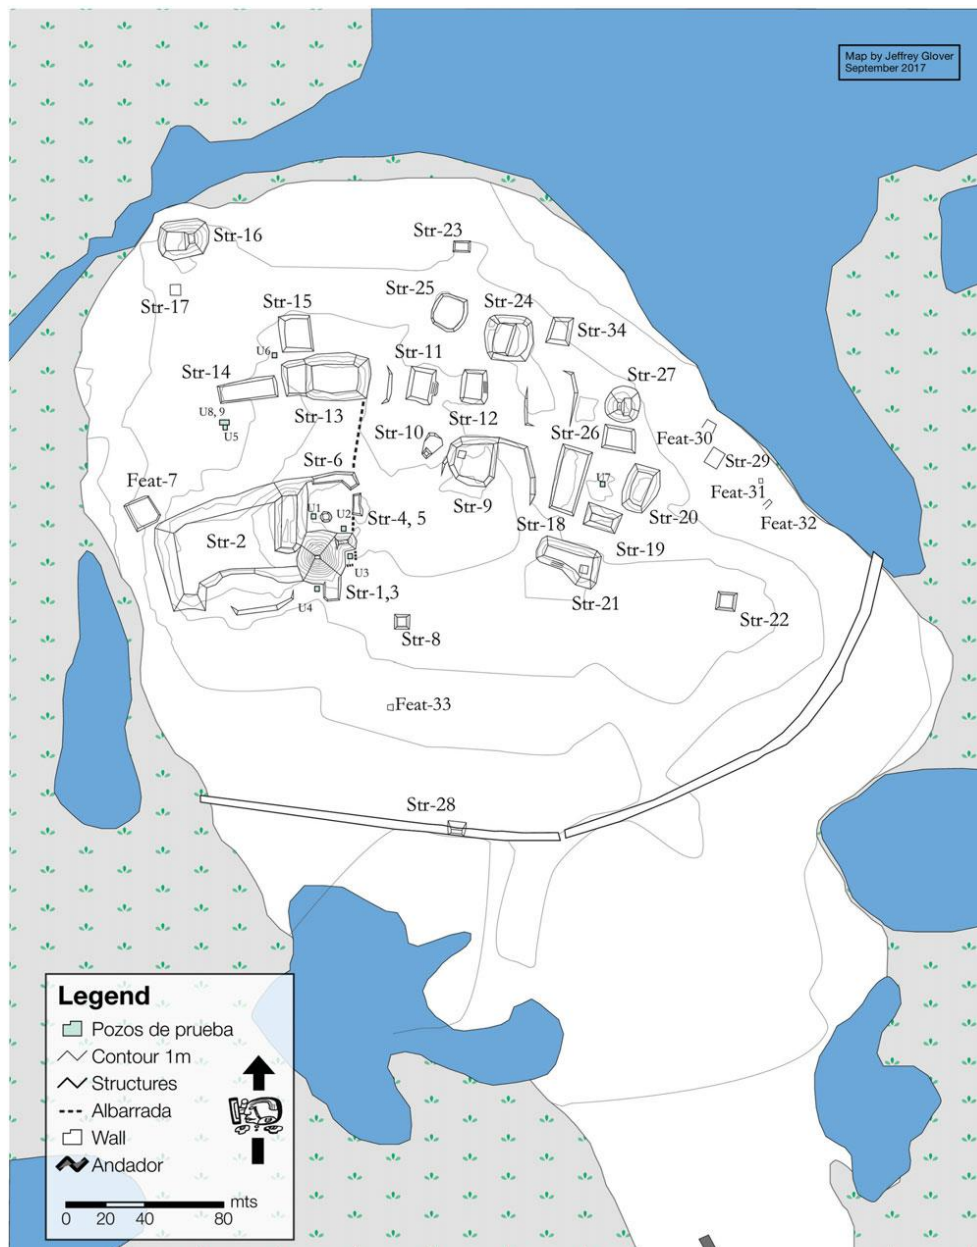 Map by Jeffrey Glover
September 2017
Str-16
Str-23
Str-17
Str-25
Str-24
Str-15
Str-34
U6
Str-11
Str-14
Str-27
Str-13
Str-12
U8, 9
U5
Str-10
Str-26
Feat-30
Str-6
Str-29
Feat-7
Str-9
U7
Feat-31
U1
U2
Str-4, 5
Str-18
Str-20
Feat-32
Str-2
Str-19
U3
Str-1,3
U4
Str-21
Str-22
Str-8
Feat-33
Str-28
Legend
Pozos de prueba
Contour 1m
Structures
Albarrada
Wall
Andador
mts
0 20 40 80